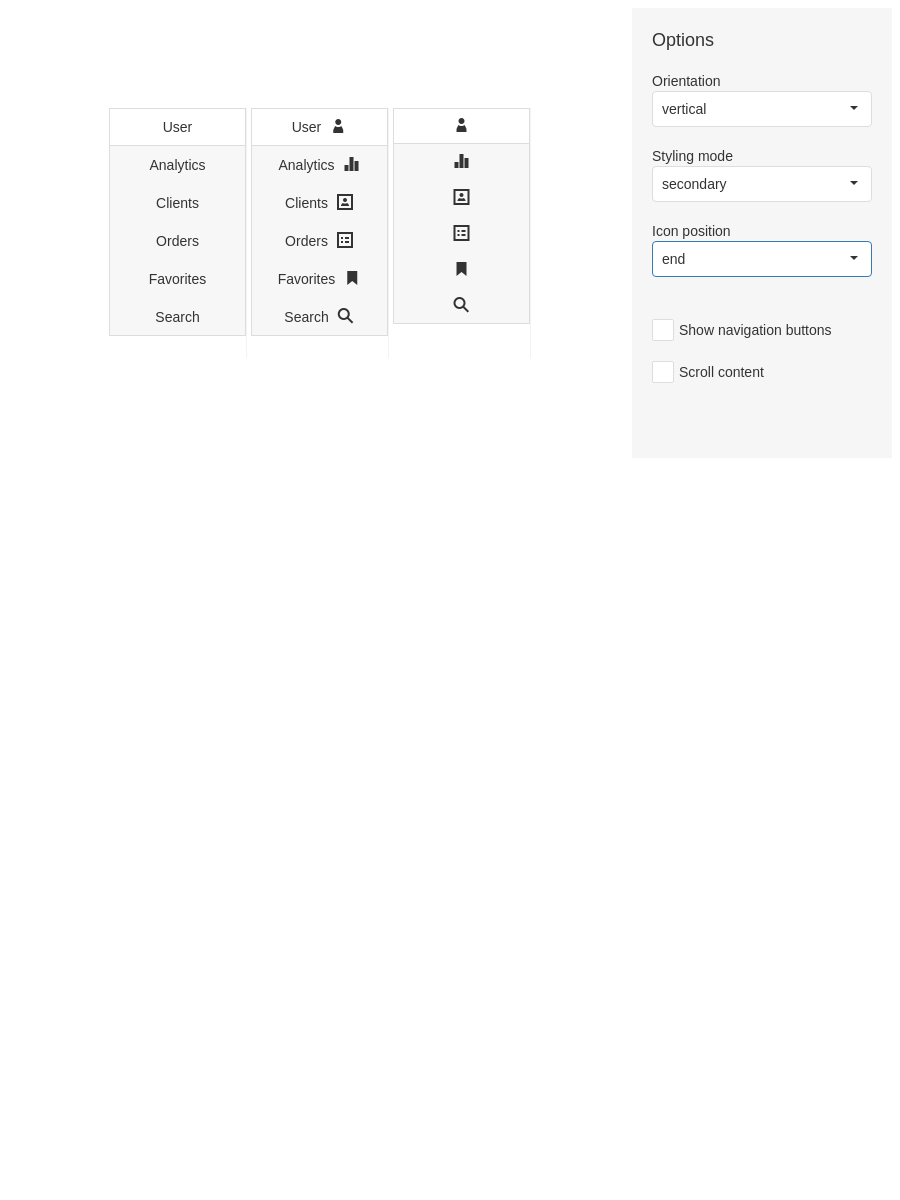 User
Analytics
Clients
Orders
Favorites
Search
User
Analytics
Clients
Orders
Favorites
Search
Options
Orientation
vertical
Styling mode
secondary
Icon position
end
Show navigation buttons
Scroll content